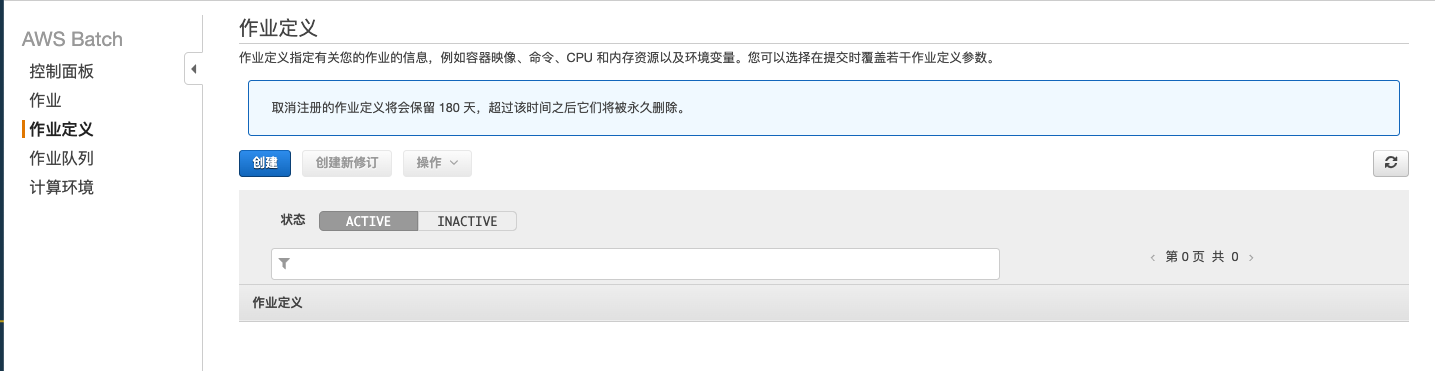 AWS Batch
控制面板
作业
作业定义
作业队列
计算环境
作业定义
作业定义指定有关您的作业的信息，例如容器映像、命令、CPU 和内存资源以及环境变量。您可以选择在提交时覆盖若干作业定义参数。
取消注册的作业定义将会保留 180 天，超过该时间之后它们将被永久删除。
创建 创建新修订 操作
状态 ACTIVE INACTIVE
第 0 页 共 0
作业定义